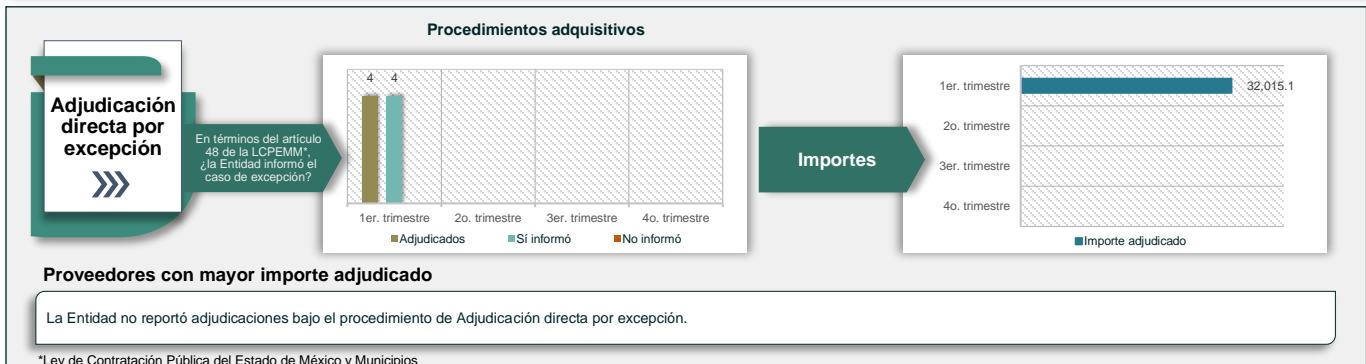 Procedimientos adquisitivos
Adjudicación
directa por
excepción
En términos del artículo
48 de la LCPEMM*,
¿la Entidad informó el
caso de excepción?
4 4
1er. trimestre 2o. trimestre 3er. trimestre 4o. trimestre
Adjudicados Sí informó No informó
Importes
1er. trimestre 32,015.1
2o. trimestre
3er. trimestre
4o. trimestre
Importe adjudicado
Proveedores con mayor importe adjudicado
La Entidad no reportó adjudicaciones bajo el procedimiento de Adjudicación directa por excepción.
*Ley de Contratación Pública del Estado de México y Municipios